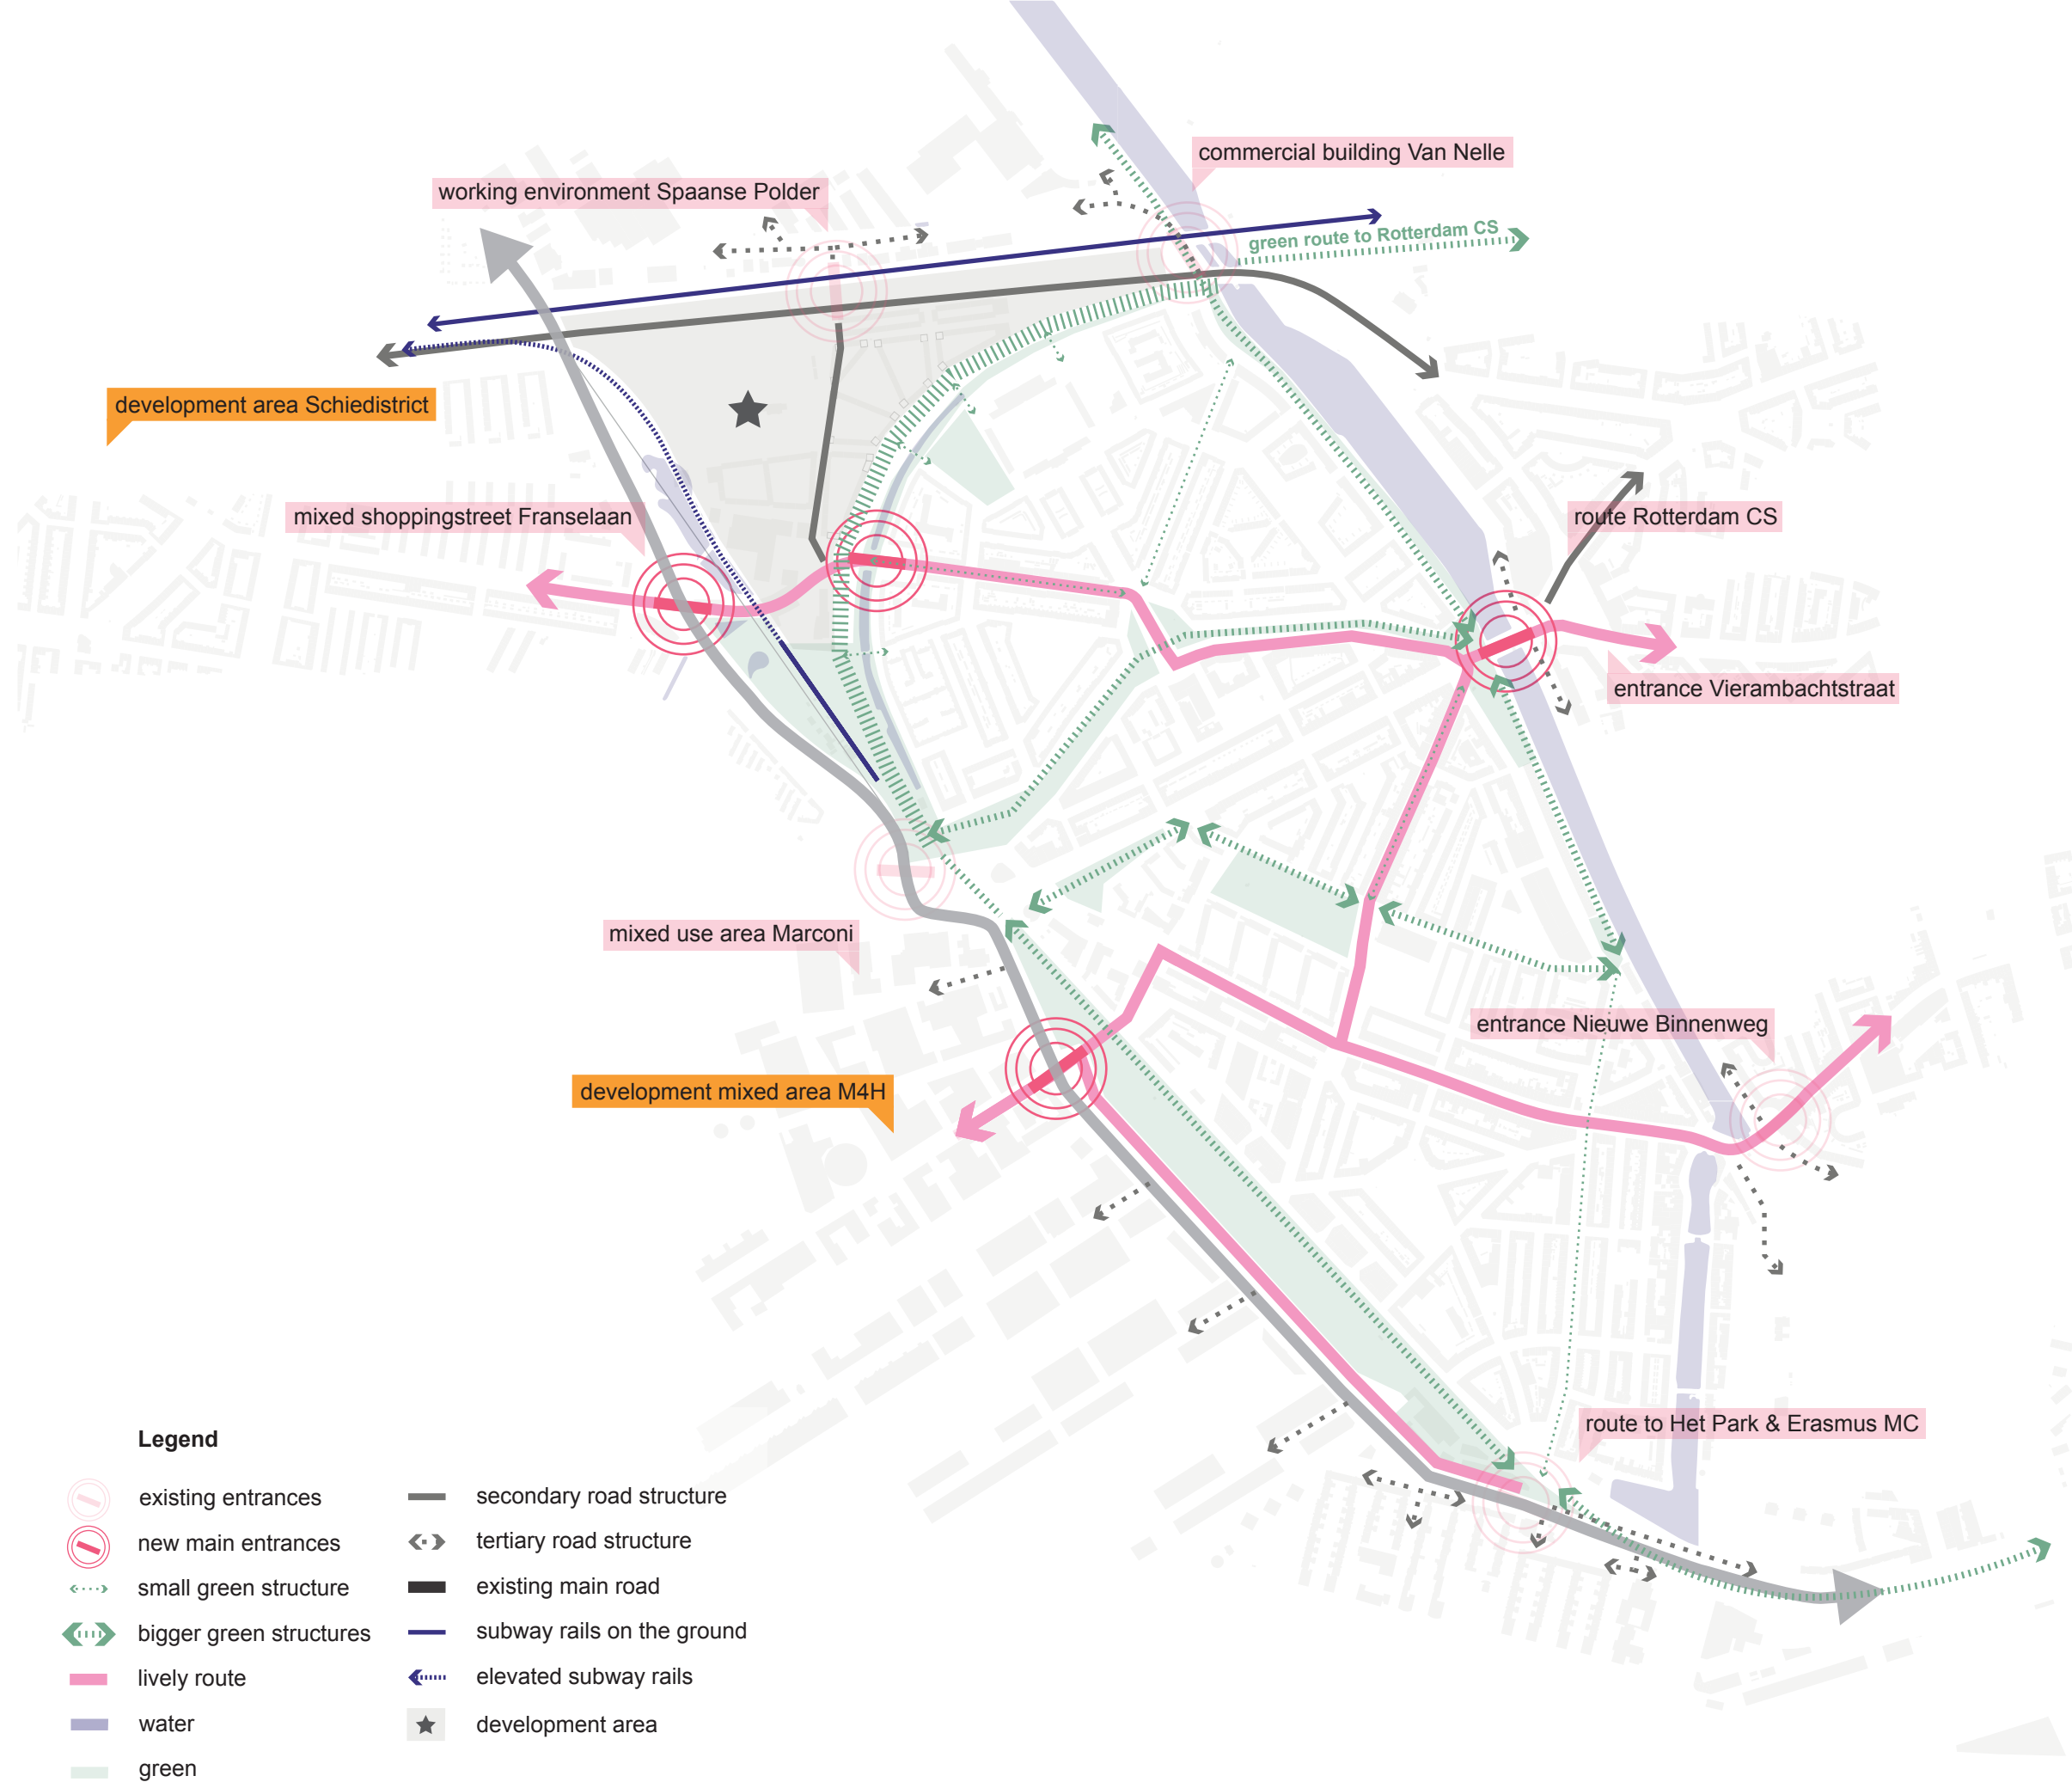 commercial building Van Nelle
working environment Spaanse Polder
green route to Rotterdam CS
development area Schiedistrict
mixed shoppingstreet Franselaan
route Rotterdam CS
entrance Vierambachtstraat
mixed use area Marconi
entrance Nieuwe Binnenweg
development mixed area M4H
route to Het Park & Erasmus MC
Legend
existing entrances
new main entrances
small green structure
bigger green structures
lively route
water
green
secondary road structure
tertiary road structure
existing main road
subway rails on the ground
elevated subway rails
development area